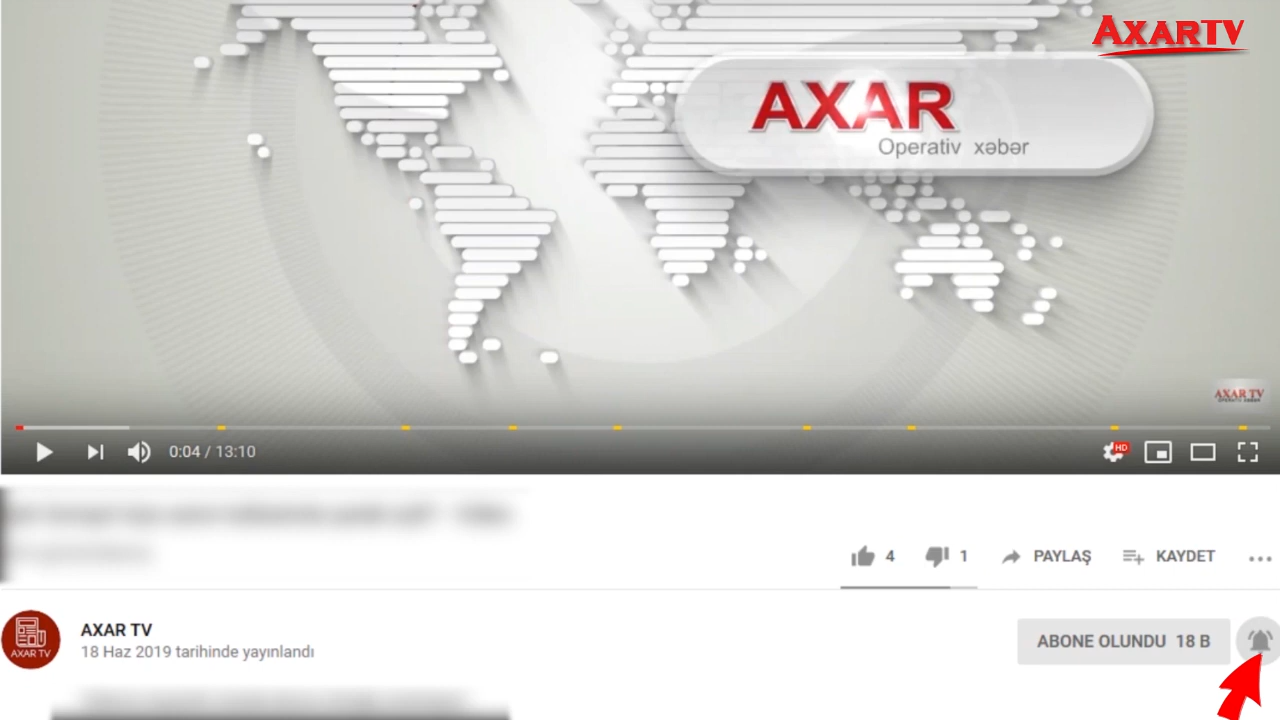 AXARTV
AXAR
Operativ xəbər
AXAR TV
0:04 / 13:10
HD
4 1 PAYLAŞ KAYDET
AXAR TV
AXAR TV
18 Haz 2019 tarihinde yayınlandı
ABONE OLUNDU 18 B